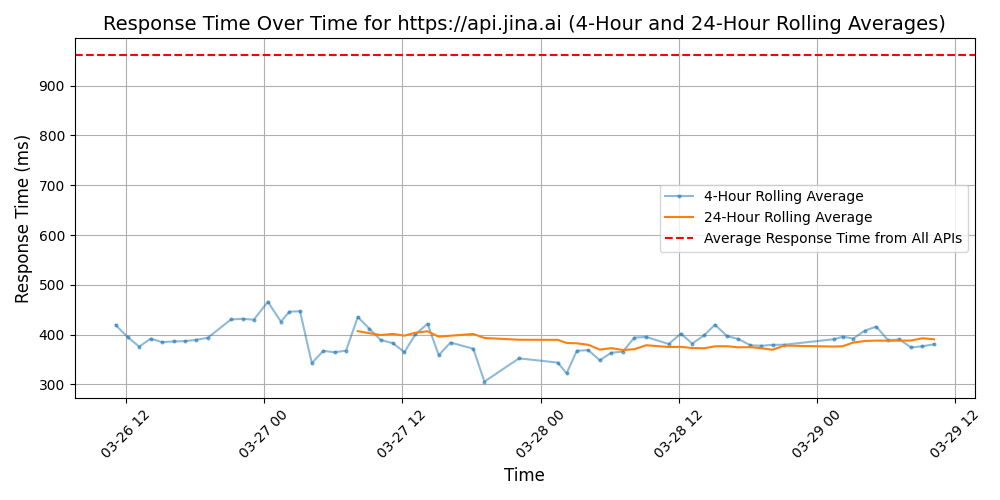 Response Time Over Time for https://api.jina.ai (4-Hour and 24-Hour Rolling Averages)
Response Time (ms)
900
800
700
600
500
400
300
4-Hour Rolling Average
24-Hour Rolling Average
Average Response Time from All APIs
03-26 12
03-27 00
03-27 12
03-28 00
03-28 12
03-29 00
03-29 12
Time